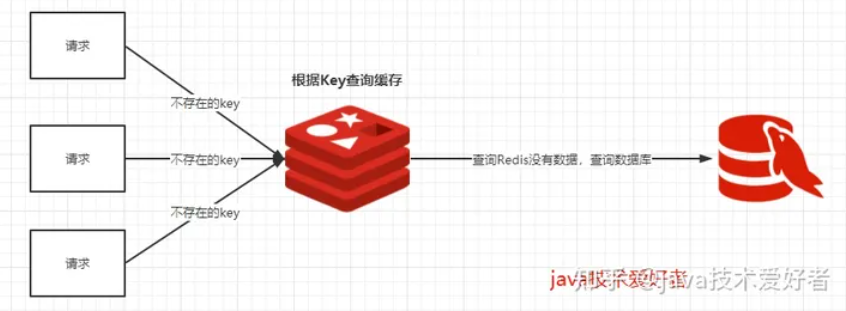 请求
根据Key查询缓存
不存在的key
请求
不存在的key
查询Redis没有数据，查询数据库
不存在的key
请求
java技术爱好者
知乎 @java技术爱好者